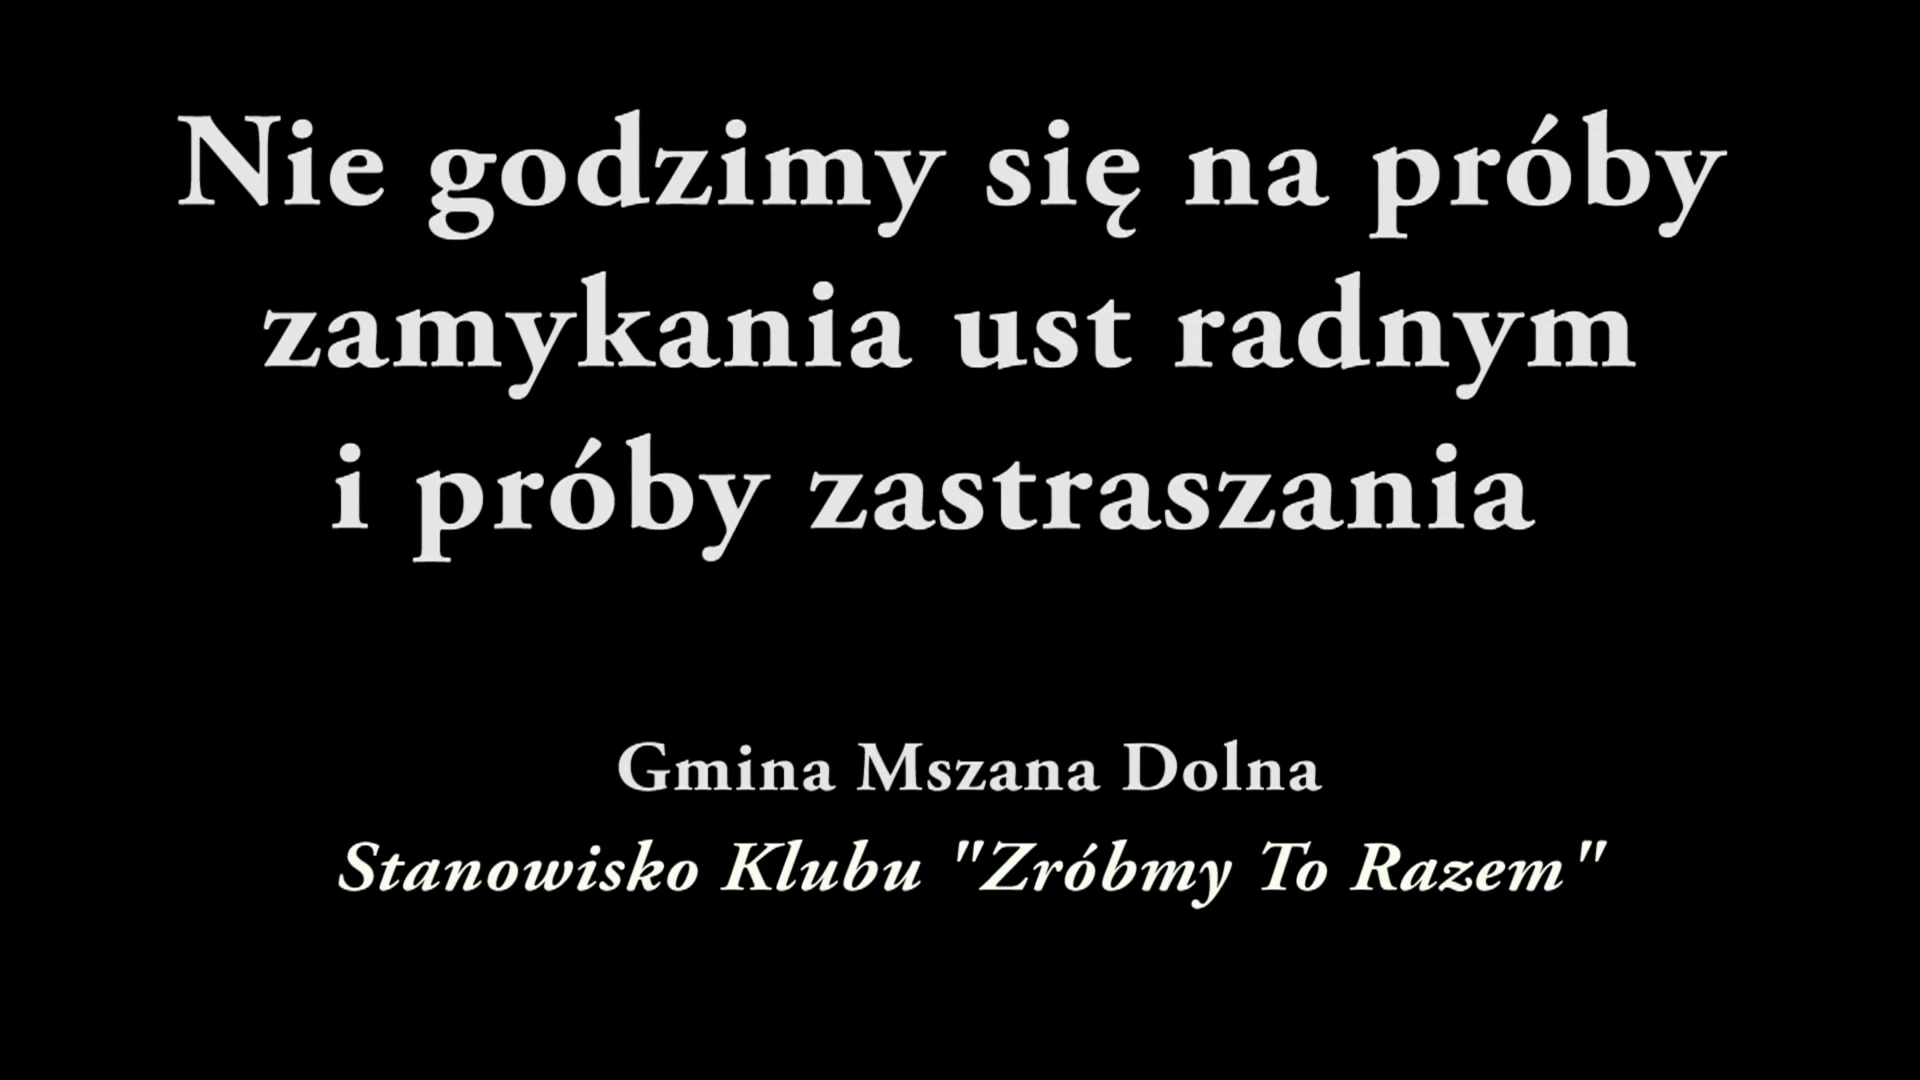 Nie godzimy się na próby
zamykania ust radnym
i próby zastraszania
Gmina Mszana Dolna
Stanowisko Klubu "Zróbmy To Razem"